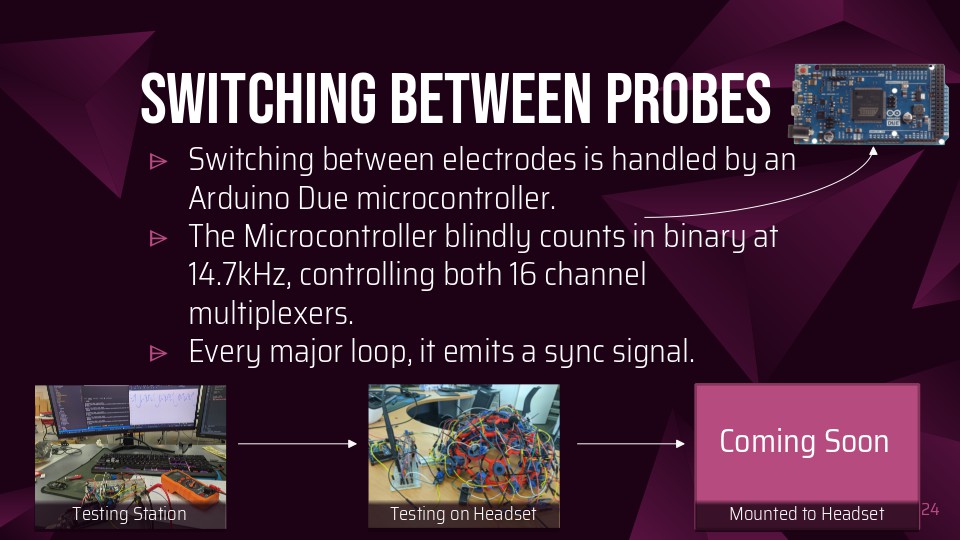 SWITCHING BETWEEN PROBES
Switching between electrodes is handled by an
Arduino Due microcontroller.
The Microcontroller blindly counts in binary at
14.7kHz, controlling both 16 channel
multiplexers.
Every major loop, it emits a sync signal.
Coming Soon
Testing Station
Testing on Headset
Mounted to Headset
24